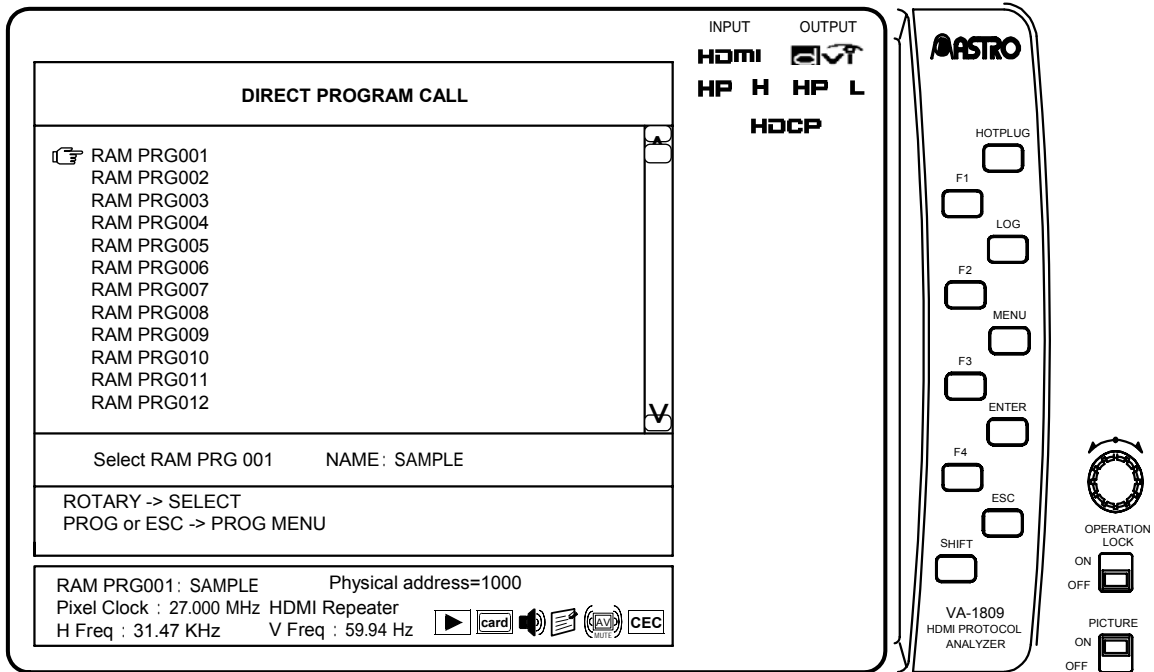 INPUT OUTPUT
HDMI DVI
HP H HP L
HDCP
DIRECT PROGRAM CALL
RAM PRG001
RAM PRG002
RAM PRG003
RAM PRG004
RAM PRG005
RAM PRG006
RAM PRG007
RAM PRG008
RAM PRG009
RAM PRG010
RAM PRG011
RAM PRG012
Select RAM PRG 001 NAME: SAMPLE
ROTARY -> SELECT
PROG or ESC -> PROG MENU
RAM PRG001: SAMPLE Physical address=1000
Pixel Clock : 27.000 MHz HDMI Repeater
H Freq : 31.47 KHz V Freq : 59.94 Hz card AV MUTE CEC
ASTRO
HOTPLUG
F1
LOG
F2
MENU
F3
ENTER
F4
ESC
SHIFT
VA-1809
HDMI PROTOCOL
ANALYZER
OPERATION
LOCK
ON
OFF
PICTURE
ON
OFF